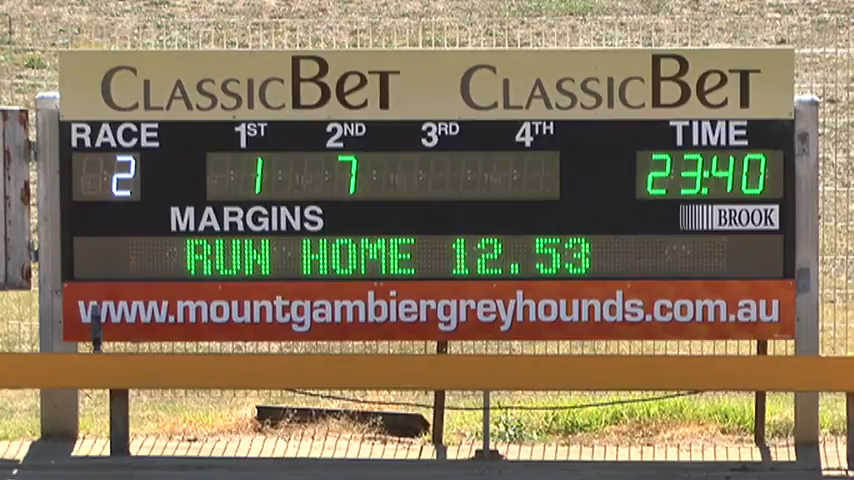 CLASSICBET CLASSICBET
RACE 1ST 2ND 3RD 4TH TIME
2 1 7 23:40
MARGINS BROOK
RUN HOME 12.53
www.mountgambiergreyhounds.com.au